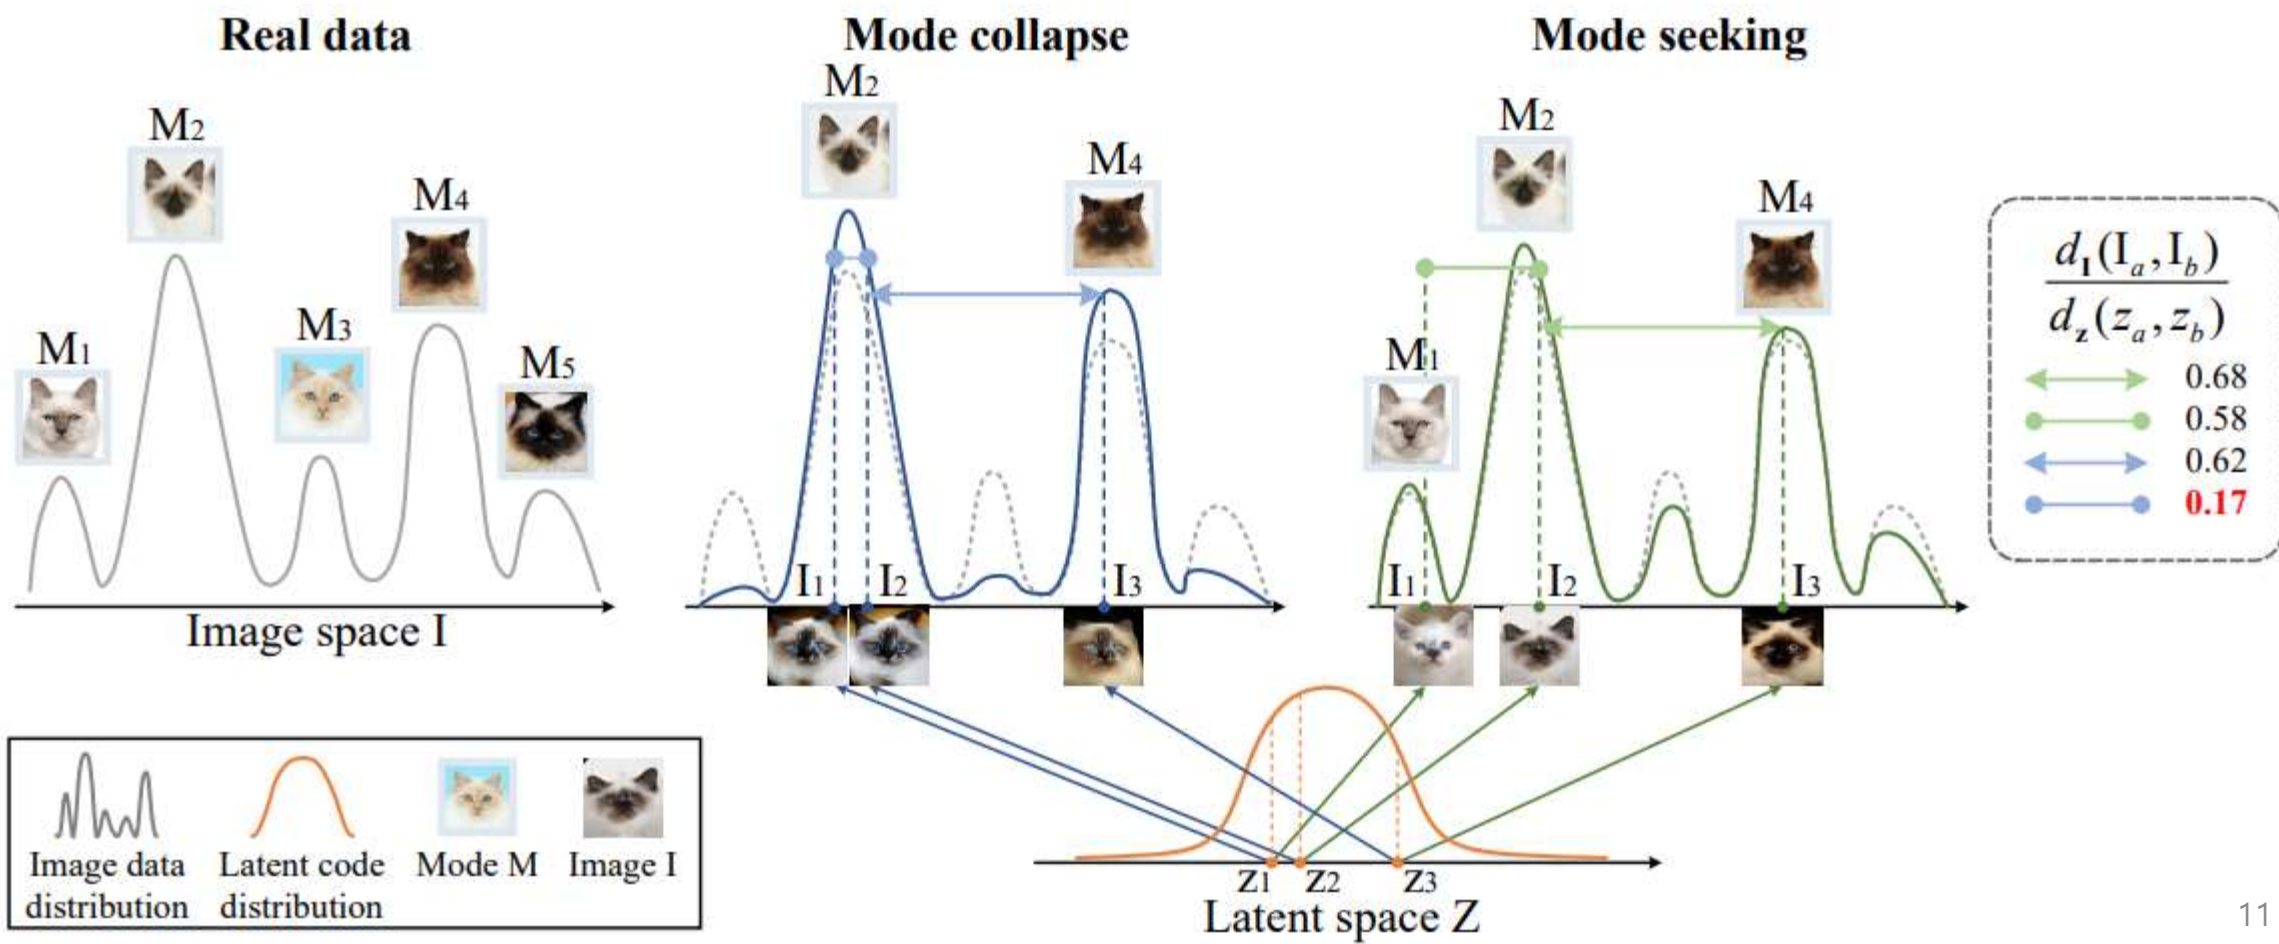 Real data
M1
M2
M3
M4
M5
Image space I
Mode collapse
M2
M4
I1
I2
I3
Mode seeking
M1
M2
M4
I1
I2
I3
dI(Ia, Ib)
dz(za, zb)
0.68
0.58
0.62
0.17
Image data
distribution
Latent code
distribution
Mode M
Image I
z1
z2
z3
Latent space Z
11